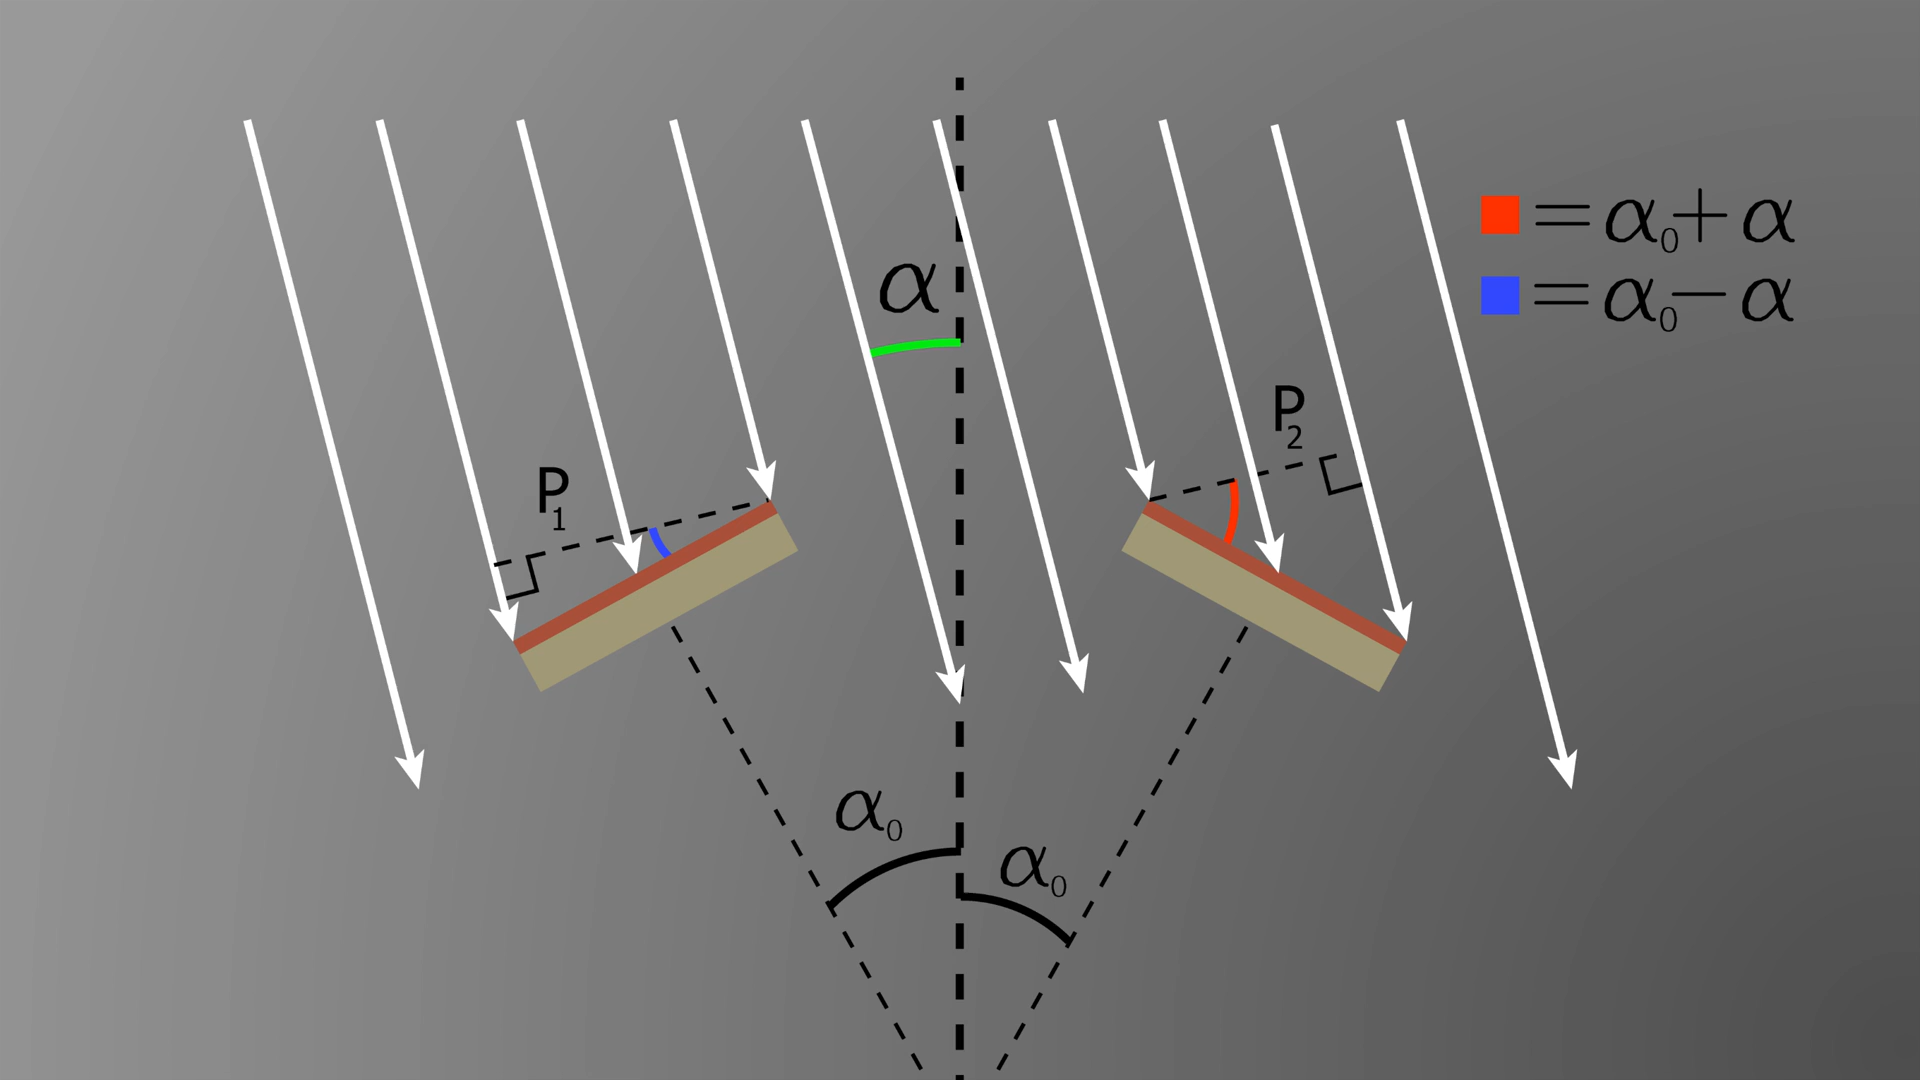 = α₀ + α
= α₀ − α
α
P₂
P₁
α₀
α₀